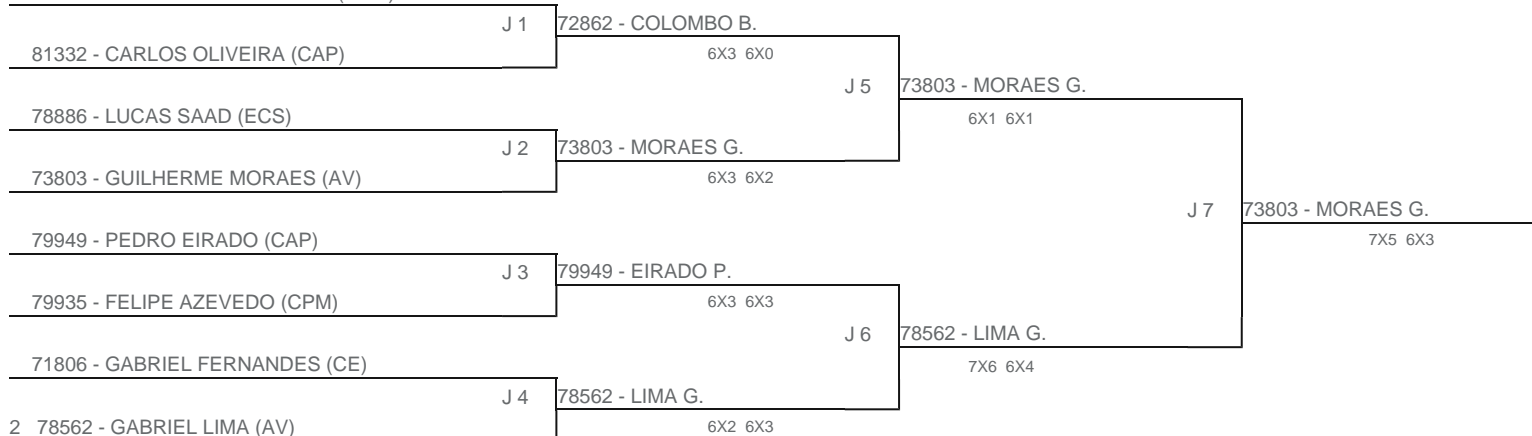 J 1 72862 - COLOMBO B.
81332 - CARLOS OLIVEIRA (CAP) 6X3 6X0
J 5 73803 - MORAES G.
78886 - LUCAS SAAD (ECS) 6X1 6X1
J 2 73803 - MORAES G.
73803 - GUILHERME MORAES (AV) 6X3 6X2
J 7 73803 - MORAES G.
79949 - PEDRO EIRADO (CAP) 7X5 6X3
J 3 79949 - EIRADO P.
79935 - FELIPE AZEVEDO (CPM) 6X3 6X3
J 6 78562 - LIMA G.
71806 - GABRIEL FERNANDES (CE) 7X6 6X4
J 4 78562 - LIMA G.
2 78562 - GABRIEL LIMA (AV) 6X2 6X3